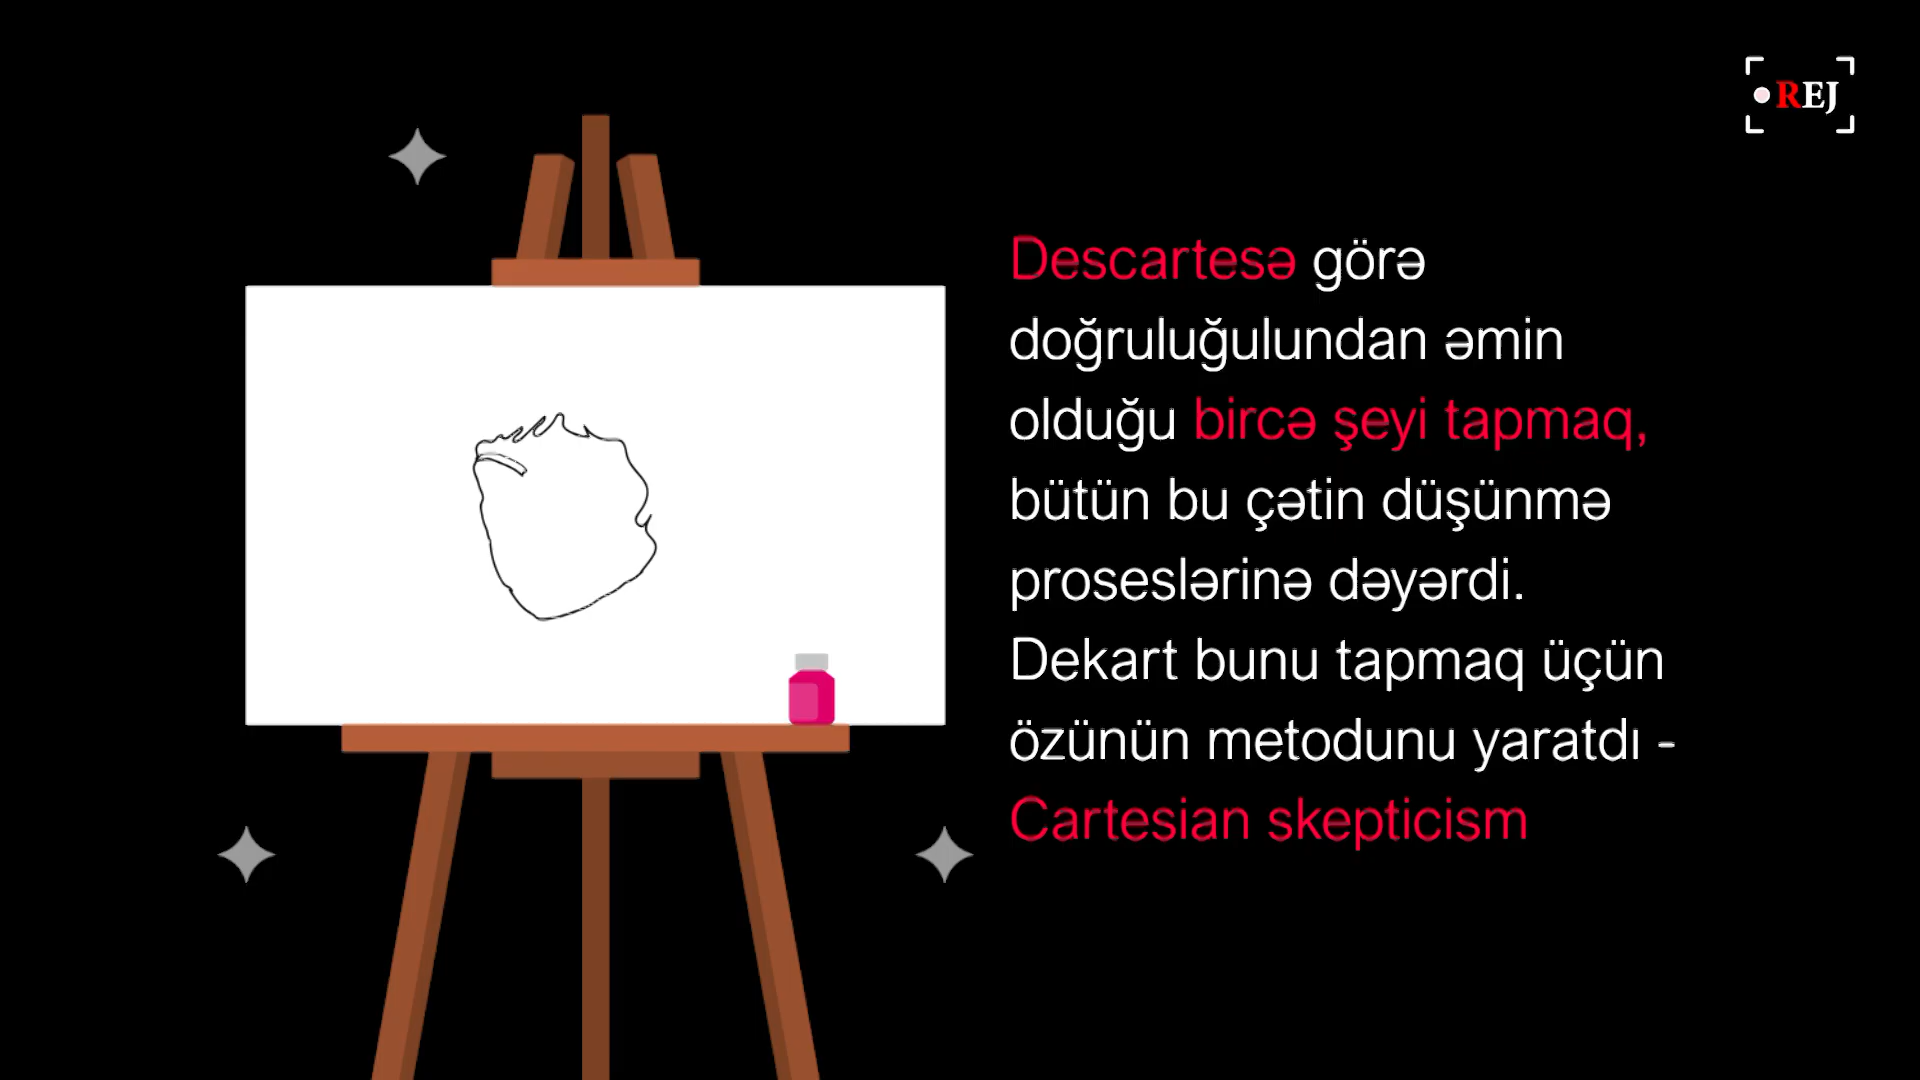 REJ
Descartesə görə
doğruluğulundan əmin
olduğu bircə şeyi tapmaq,
bütün bu çətin düşünmə
proseslərinə dəyərdi.
Dekart bunu tapmaq üçün
özünün metodunu yaratdı -
Cartesian skepticism